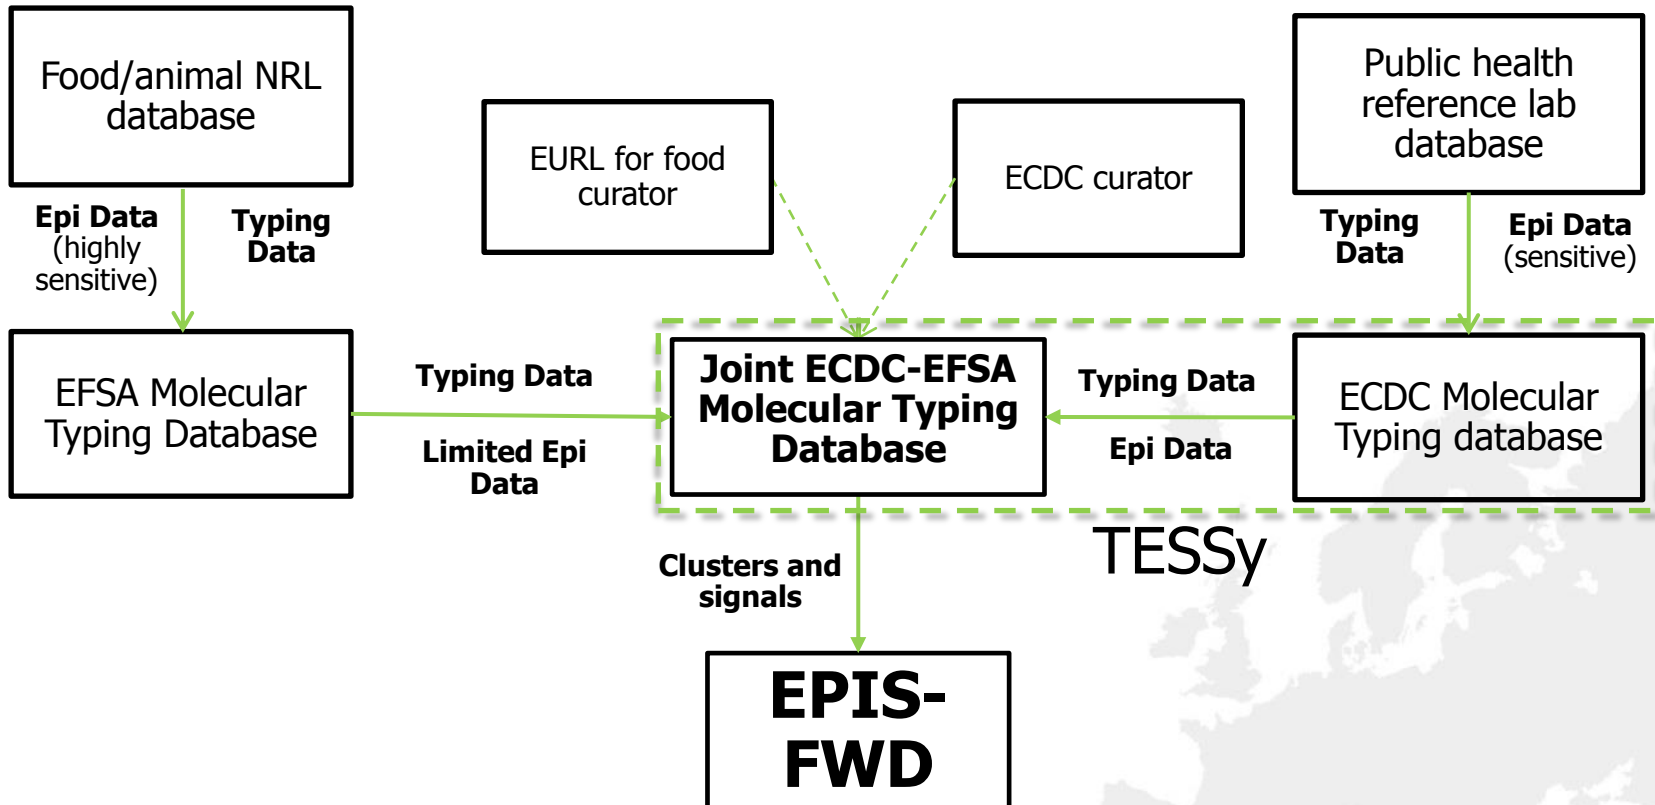 Food/animal NRL
database
EURL for food
curator
ECDC curator
Public health
reference lab
database
Epi Data
(highly
sensitive)
Typing
Data
Typing
Data
Epi Data
(sensitive)
EFSA Molecular
Typing Database
Typing Data
Limited Epi
Data
Joint ECDC-EFSA
Molecular Typing
Database
Typing Data
Epi Data
ECDC Molecular
Typing database
TESSy
Clusters and
signals
EPIS-
FWD